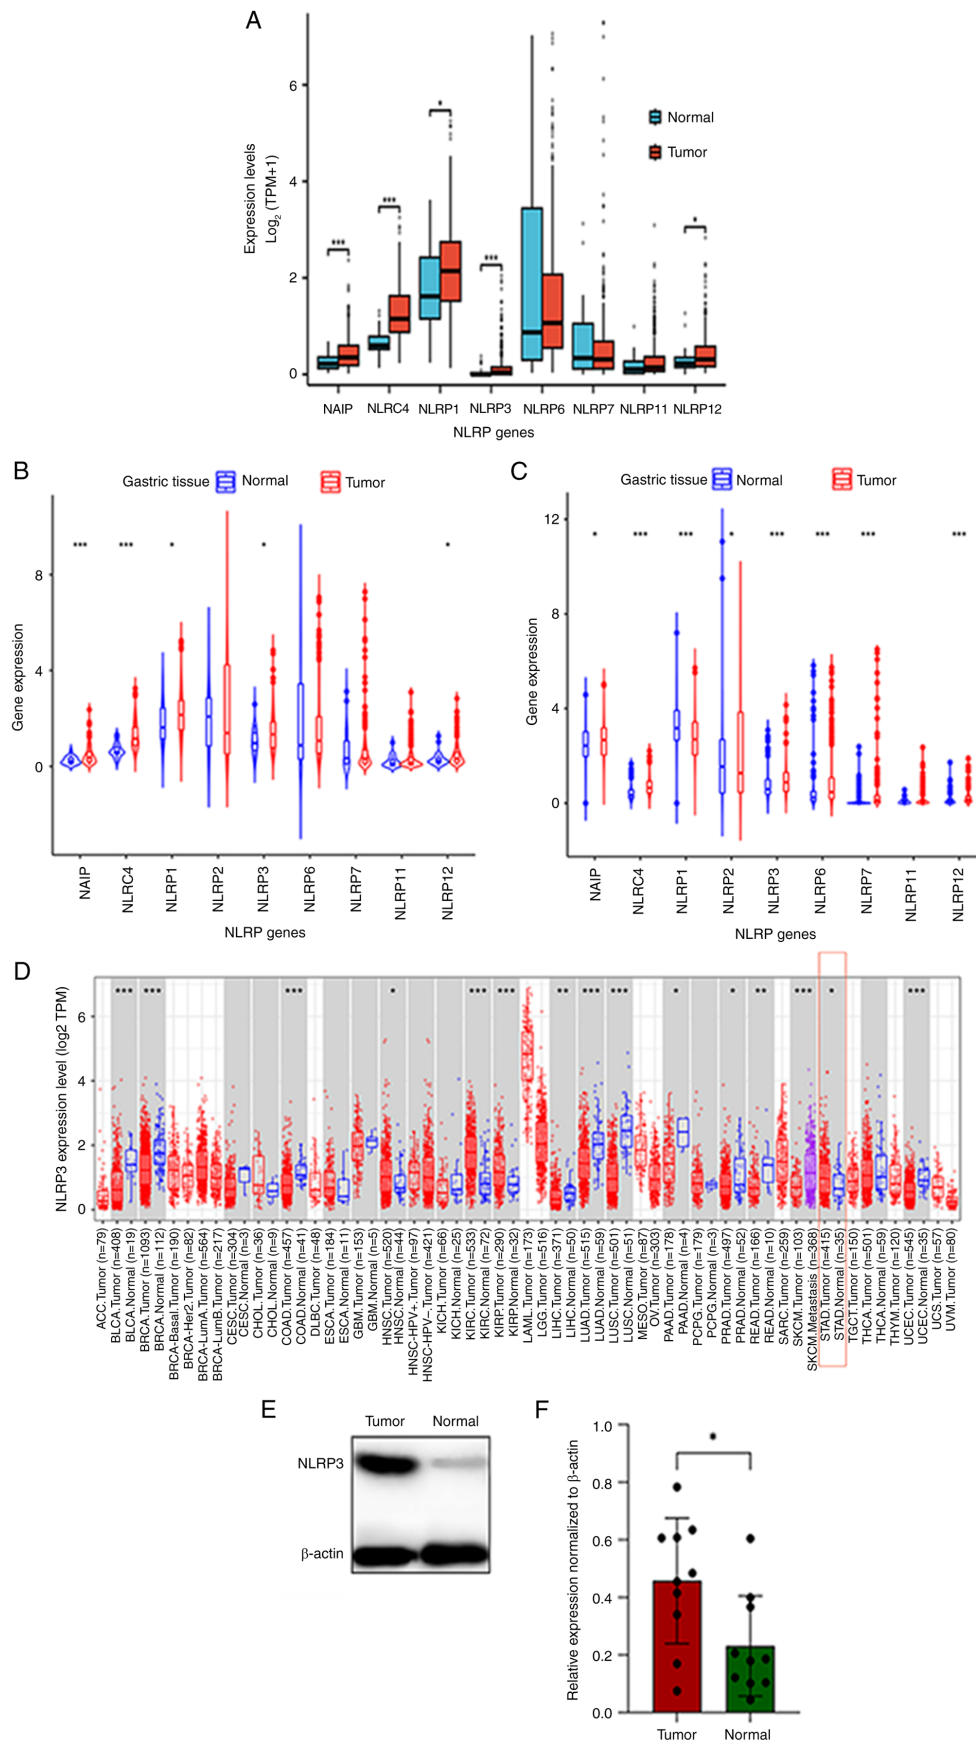 A
Expression levels
Log2 (TPM+1)
6
4
2
0
Normal
Tumor
***
***
*
***
*
NAIP NLRC4 NLRP1 NLRP3 NLRP6 NLRP7 NLRP11 NLRP12
NLRP genes
B
Gastric tissue Normal Tumor
Gene expression
8
4
0
*** *** * * *
NAIP NLRC4 NLRP1 NLRP2 NLRP3 NLRP6 NLRP7 NLRP11 NLRP12
NLRP genes
C
Gastric tissue Normal Tumor
Gene expression
12
8
4
0
* *** *** * *** *** *** ***
NAIP NLRC4 NLRP1 NLRP2 NLRP3 NLRP6 NLRP7 NLRP11 NLRP12
NLRP genes
D
NLRP3 expression level (log2 TPM)
6
4
2
0
*** *** *** * *** *** ** *** *** * * ** *** * ***
ACC.Tumor (n=79)
BLCA.Tumor (n=408)
BLCA.Normal (n=19)
BRCA.Tumor (n=1093)
BRCA.Normal (n=112)
BRCA-Basal.Tumor (n=190)
BRCA-Her2.Tumor (n=82)
BRCA-LumA.Tumor (n=564)
BRCA-LumB.Tumor (n=217)
CESC.Tumor (n=304)
CESC.Normal (n=3)
CHOL.Tumor (n=36)
CHOL.Normal (n=9)
COAD.Tumor (n=457)
COAD.Normal (n=41)
DLBC.Tumor (n=48)
ESCA.Tumor (n=184)
ESCA.Normal (n=11)
GBM.Tumor (n=153)
GBM.Normal (n=5)
HNSC.Tumor (n=520)
HNSC.Normal (n=44)
HNSC-HPV+.Tumor (n=97)
HNSC-HPV-.Tumor (n=421)
KICH.Tumor (n=66)
KICH.Normal (n=25)
KIRC.Tumor (n=533)
KIRC.Normal (n=72)
KIRP.Tumor (n=290)
KIRP.Normal (n=32)
LAML.Tumor (n=173)
LGG.Tumor (n=516)
LIHC.Tumor (n=371)
LIHC.Normal (n=50)
LUAD.Tumor (n=515)
LUAD.Normal (n=59)
LUSC.Tumor (n=501)
LUSC.Normal (n=51)
MESO.Tumor (n=87)
OV.Tumor (n=303)
PAAD.Tumor (n=178)
PAAD.Normal (n=4)
PCPG.Tumor (n=179)
PCPG.Normal (n=3)
PRAD.Tumor (n=497)
PRAD.Normal (n=52)
READ.Tumor (n=166)
READ.Normal (n=10)
SARC.Tumor (n=259)
SKCM.Tumor (n=103)
SKCM.Metastasis (n=368)
STAD.Tumor (n=415)
STAD.Normal (n=35)
TGCT.Tumor (n=150)
THCA.Tumor (n=501)
THCA.Normal (n=59)
THYM.Tumor (n=120)
UCEC.Tumor (n=545)
UCEC.Normal (n=35)
UCS.Tumor (n=57)
UVM.Tumor (n=80)
E
Tumor Normal
NLRP3
β-actin
F
Relative expression normalized to β-actin
1.0
0.8
0.6
0.4
0.2
0.0
*
Tumor Normal